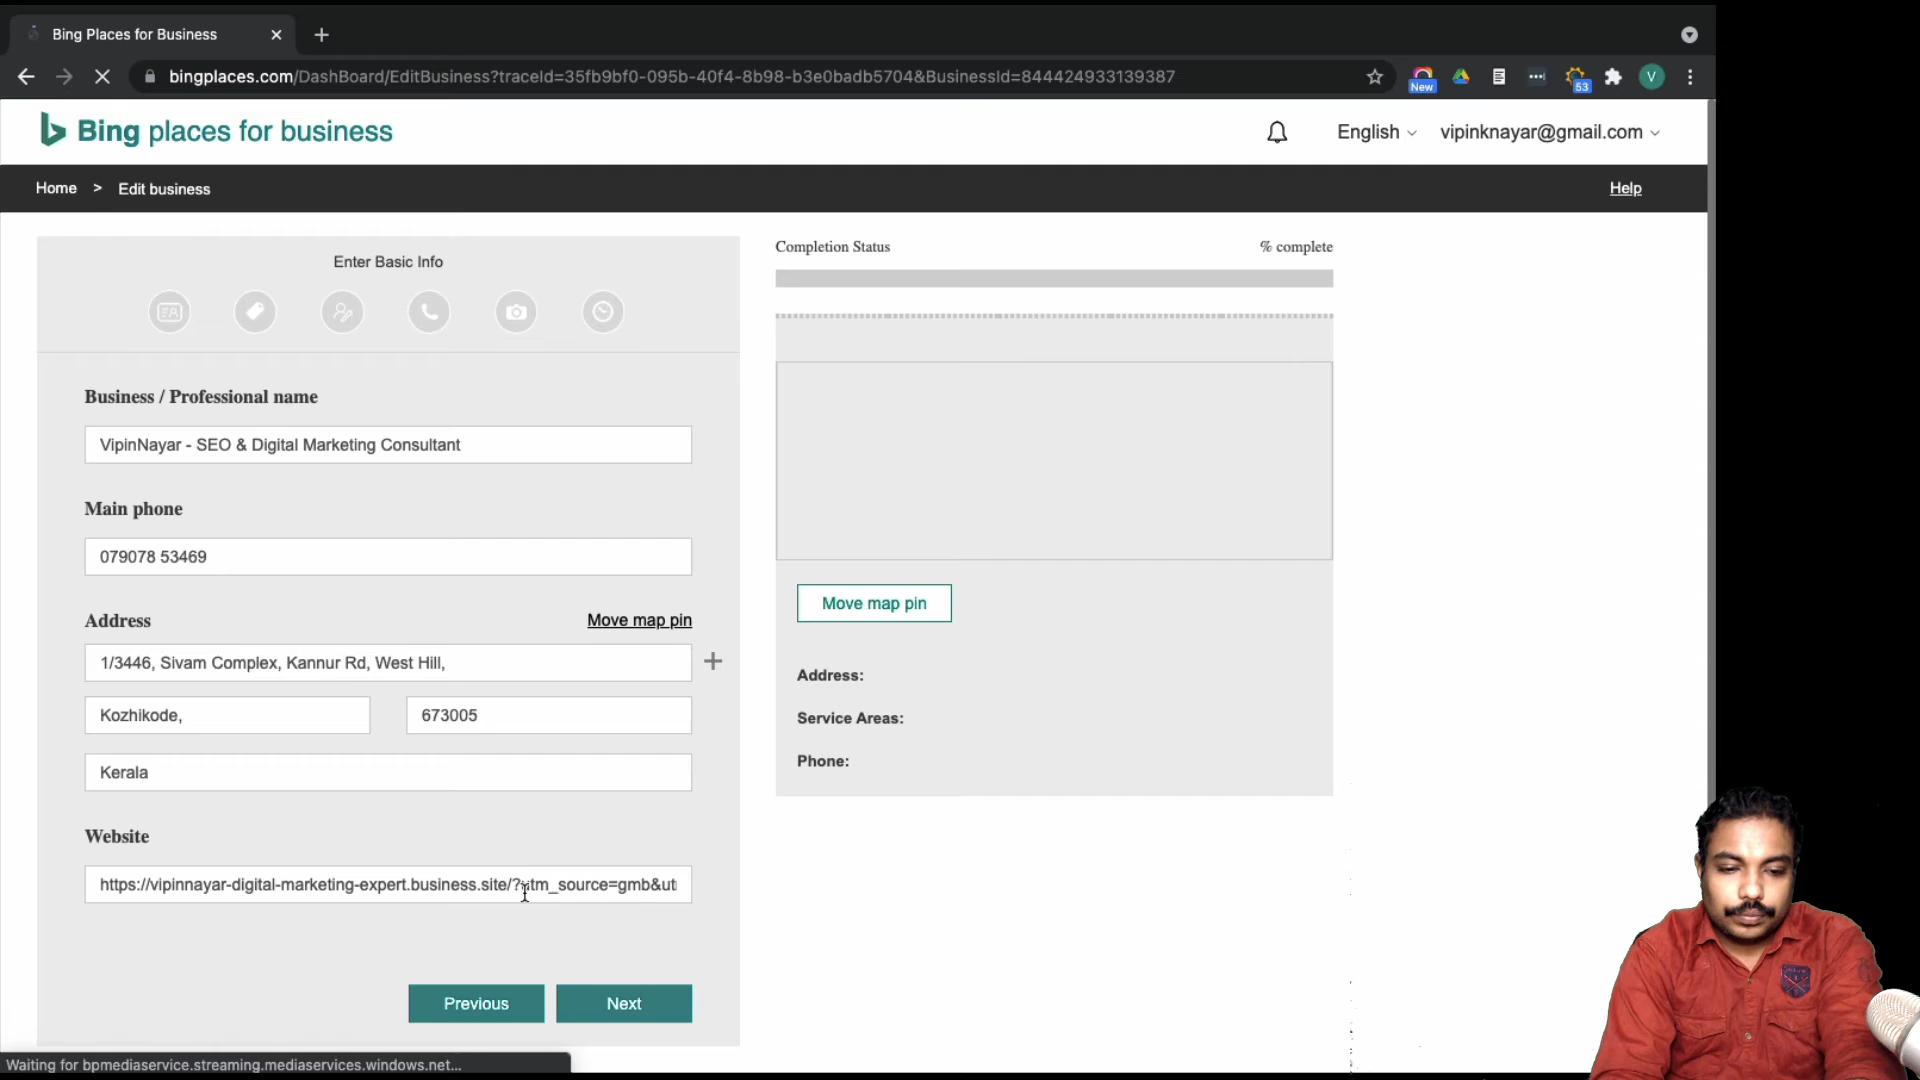 Bing Places for Business
bingplaces.com/DashBoard/EditBusiness?traceId=35fb9bf0-095b-40f4-8b98-b3e0badb5704&BusinessId=844424933139387
New
53
V
Bing places for business
English
vipinknayar@gmail.com
Home > Edit business
Help
Enter Basic Info
Completion Status
% complete
Business / Professional name
VipinNayar - SEO & Digital Marketing Consultant
Main phone
079078 53469
Address
Move map pin
1/3446, Sivam Complex, Kannur Rd, West Hill,
Kozhikode,
673005
Kerala
Website
https://vipinnayar-digital-marketing-expert.business.site/?utm_source=gmb&ut
Previous
Next
Move map pin
Address:
Service Areas:
Phone:
Waiting for bpmediaservice.streaming.mediaservices.windows.net...